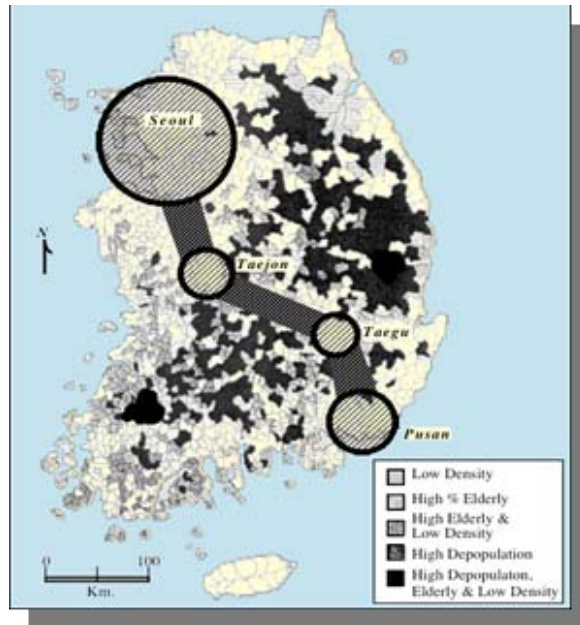 Seoul
N
Taejon
Taegu
Pusan
Low Density
High % Elderly
High Elderly &
Low Density
High Depopulation
High Depopulaton,
Elderly & Low Density
0 100
Km.